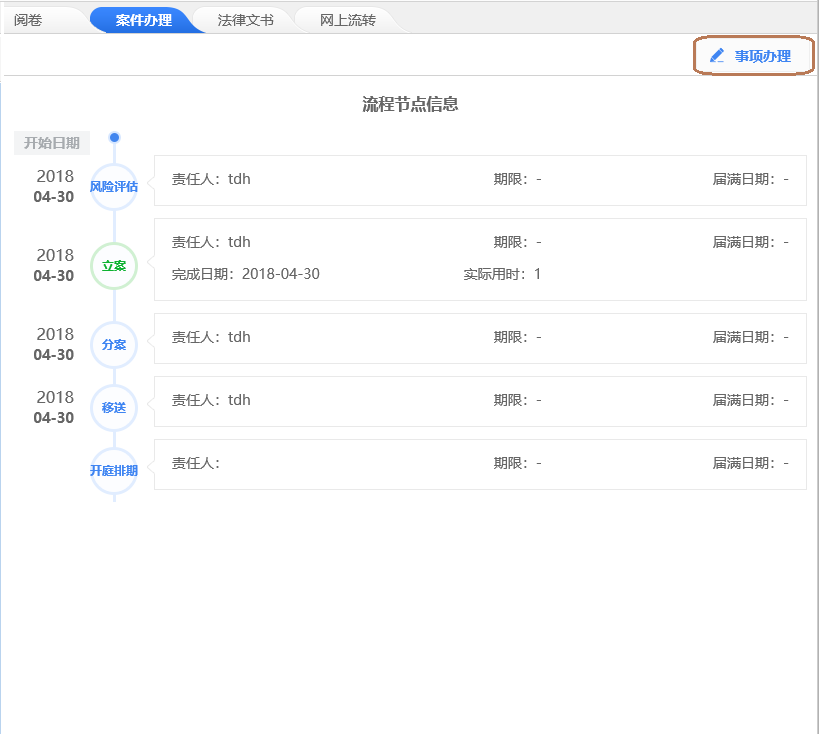 阅卷 案件办理 法律文书 网上流转
事项办理
流程节点信息
开始日期
2018
04-30
风险评估
责任人：tdh 期限：- 届满日期：-
2018
04-30
立案
责任人：tdh 期限：- 届满日期：-
完成日期：2018-04-30 实际用时：1
2018
04-30
分案
责任人：tdh 期限：- 届满日期：-
2018
04-30
移送
责任人：tdh 期限：- 届满日期：-
开庭排期
责任人： 期限：- 届满日期：-